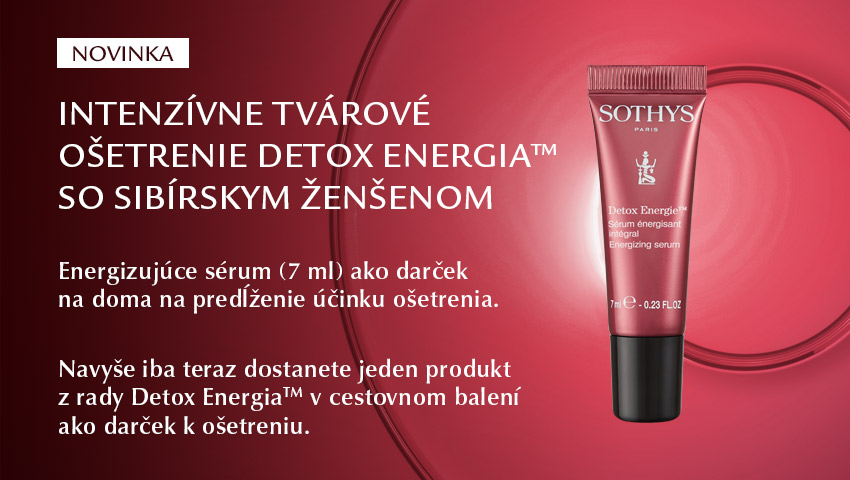 NOVINKA
INTENZÍVNE TVÁROVÉ
OŠETRENIE DETOX ENERGIA™
SO SIBÍRSKYM ŽENŠENOM
Energizujúce sérum (7 ml) ako darček
na doma na predĺženie účinku ošetrenia.
Navyše iba teraz dostanete jeden produkt
z rady Detox Energia™ v cestovnom balení
ako darček k ošetreniu.
SOTHYS
PARIS
Detox Energie™
Sérum énergisant
intégral
Energizing serum
7 ml ℮ - 0.23 FL.OZ